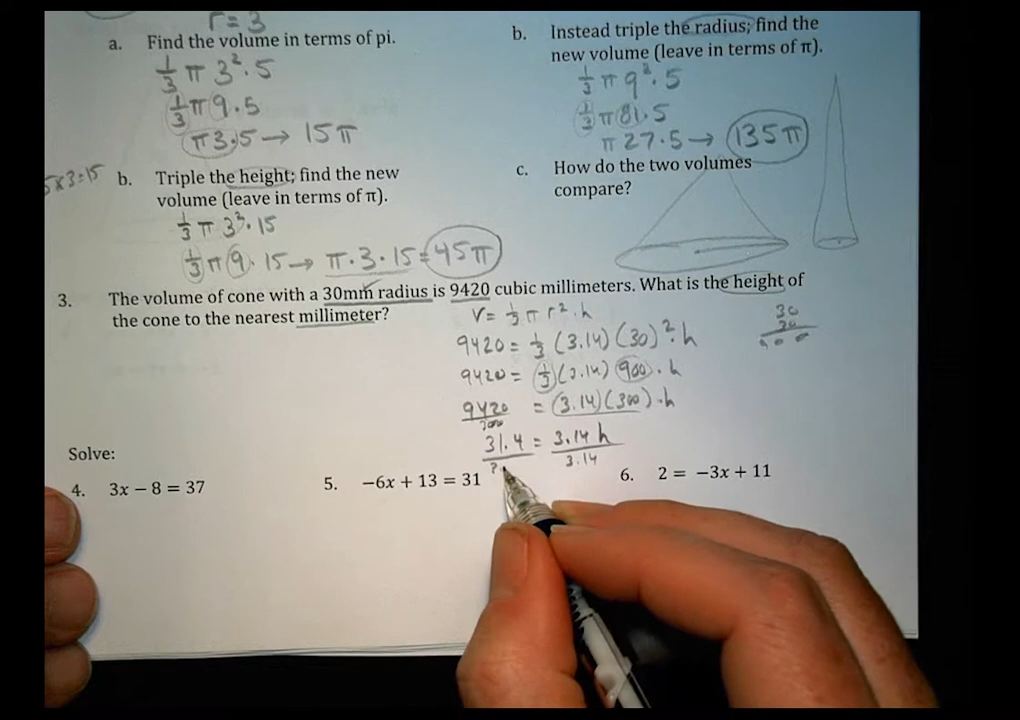 r = 3
a. Find the volume in terms of pi.
1/3 π 3² · 5
1/3 π 9 · 5
π 3 · 5 → 15π
b. Instead triple the radius; find the
new volume (leave in terms of π).
1/3 π 9² · 5
1/3 π 81 · 5
π 27 · 5 → 135π
5x3=15
b. Triple the height; find the new
volume (leave in terms of π).
1/3 π 3² · 15
1/3 π 9 · 15 → π · 3 · 15 = 45π
c. How do the two volumes
compare?
3. The volume of cone with a 30mm radius is 9420 cubic millimeters. What is the height of
the cone to the nearest millimeter?
V = 1/3 π r² · h
9420 = 1/3 (3.14) (30)² · h
9420 = (1/3) (3.14) 900 · h
9420/300 = (3.14)(300) · h
31.4 = 3.14 h
3.14
30
30
900
Solve:
4. 3x − 8 = 37
5. −6x + 13 = 31
6. 2 = −3x + 11